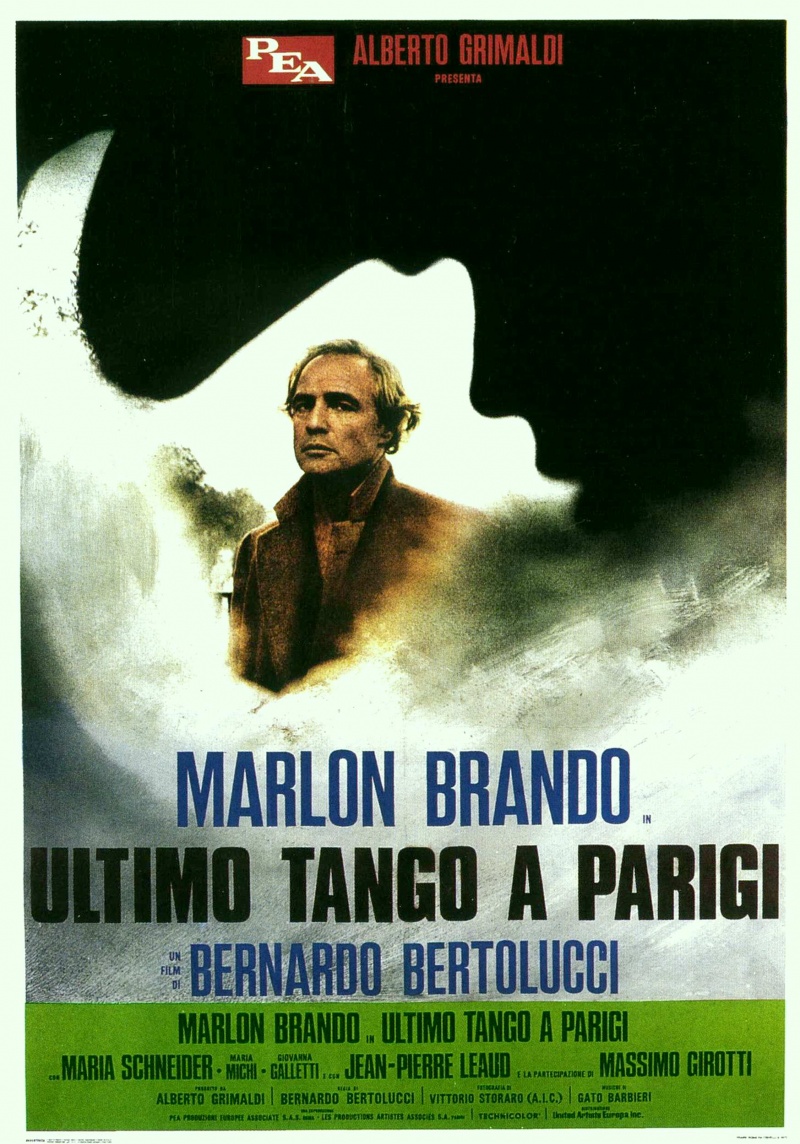 PEA
ALBERTO GRIMALDI
PRESENTA
MARLON BRANDO IN
ULTIMO TANGO A PARIGI
UN FILM DI BERNARDO BERTOLUCCI
MARLON BRANDO IN ULTIMO TANGO A PARIGI
CON MARIA SCHNEIDER • MARIA MICHI • GIOVANNA GALLETTI E CON JEAN-PIERRE LEAUD E LA PARTECIPAZIONE DI MASSIMO GIROTTI
PRODOTTO DA ALBERTO GRIMALDI REGIA DI BERNARDO BERTOLUCCI FOTOGRAFIA DI VITTORIO STORARO (A.I.C.) MUSICHE DI GATO BARBIERI
PEA PRODUZIONI EUROPEE ASSOCIATE S.A.S. ROMA - LES PRODUCTIONS ARTISTES ASSOCIES S.A. PARIS TECHNICOLOR® United Artists Europa Inc.